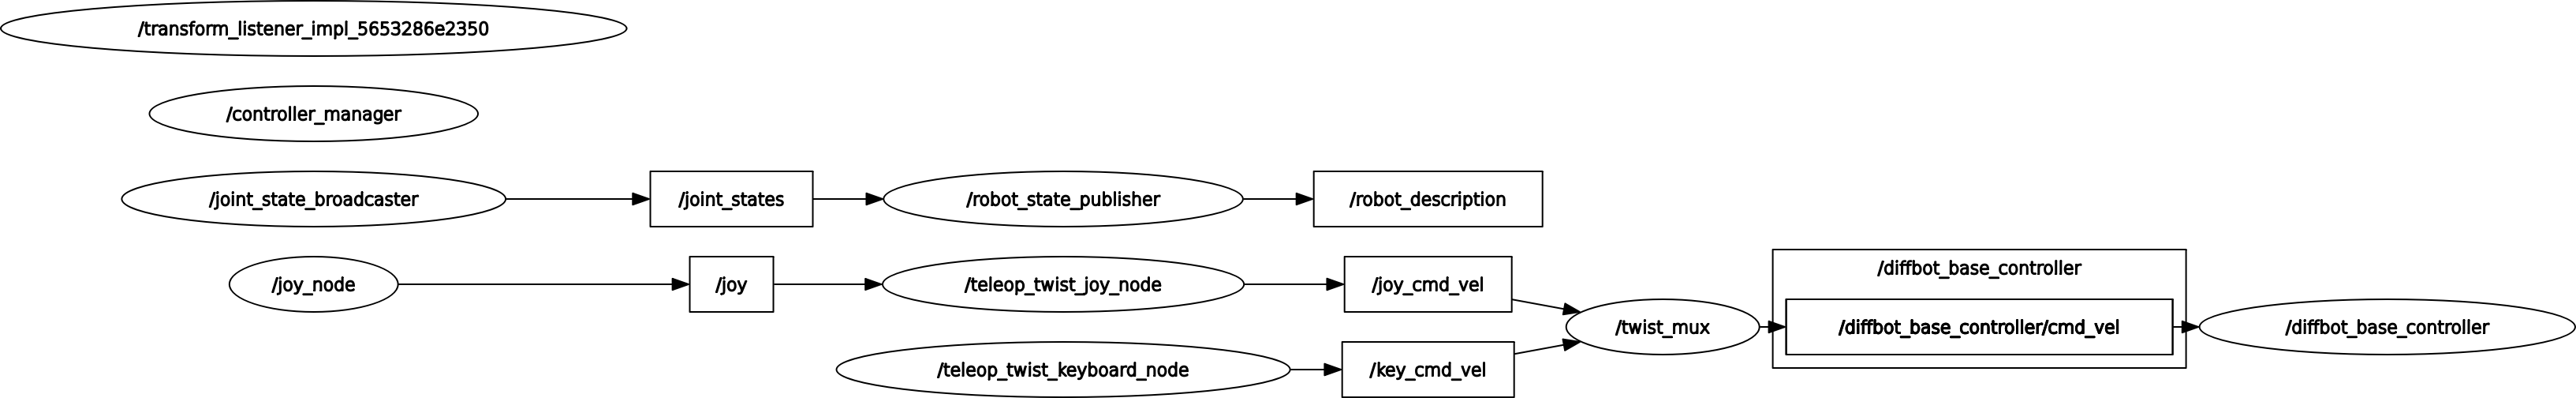 /transform_listener_impl_5653286e2350
/controller_manager
/joint_state_broadcaster
/joint_states
/robot_state_publisher
/robot_description
/joy_node
/joy
/teleop_twist_joy_node
/joy_cmd_vel
/teleop_twist_keyboard_node
/key_cmd_vel
/twist_mux
/diffbot_base_controller
/diffbot_base_controller/cmd_vel
/diffbot_base_controller